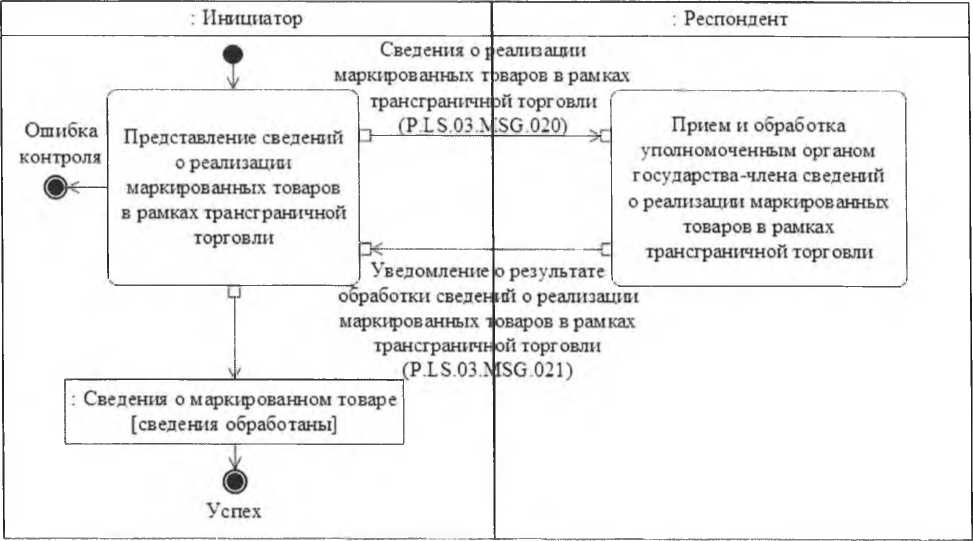 : Инициатор
: Респондент
Сведения о реализации
маркированных товаров в рамках
трансграничной торговли
(P.LS.03.MSG.020)
Ошибка
контроля
Представление сведений
о реализации
маркированных товаров
в рамках трансграничной
торговли
Прием и обработка
уполномоченным органом
государства-члена сведений
о реализации маркированных
товаров в рамках
трансграничной торговли
Уведомление о результате
обработки сведений о реализации
маркированных товаров в рамках
трансграничной торговли
(P.LS.03.MSG.021)
: Сведения о маркированном товаре
[сведения обработаны]
Успех